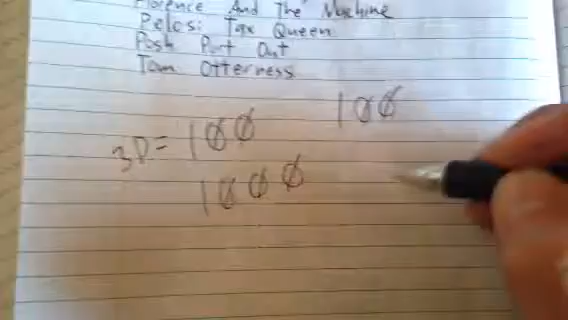 Florence And The Machine
Pelosi Tax Queen
Posh Port Out
Tom Otterness
3D= 100 100
1000